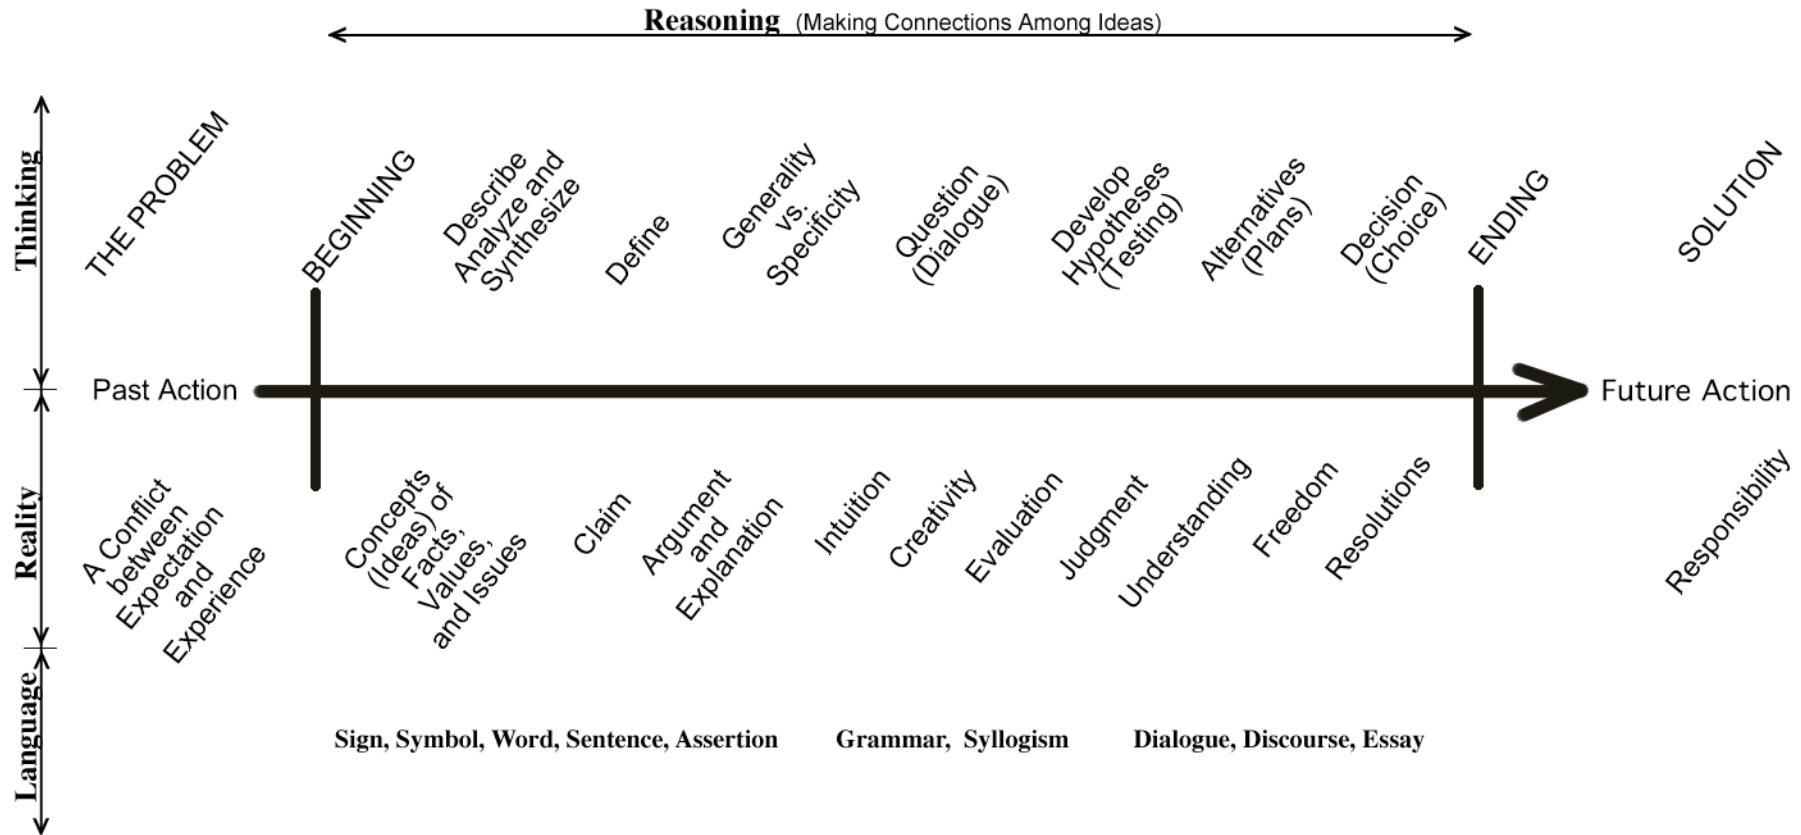 Reasoning (Making Connections Among Ideas)
Thinking
THE PROBLEM
BEGINNING
Describe
Analyze and
Synthesize
Define
Generality
vs.
Specificity
Question
(Dialogue)
Develop
Hypotheses
(Testing)
Alternatives
(Plans)
Decision
(Choice)
ENDING
SOLUTION
Past Action
Future Action
Reality
A Conflict
between
Expectation
and
Experience
Concepts
(Ideas) of
Facts,
Values,
and Issues
Claim
Argument
and
Explanation
Intuition
Creativity
Evaluation
Judgment
Understanding
Freedom
Resolutions
Responsibility
Language
Sign, Symbol, Word, Sentence, Assertion
Grammar, Syllogism
Dialogue, Discourse, Essay